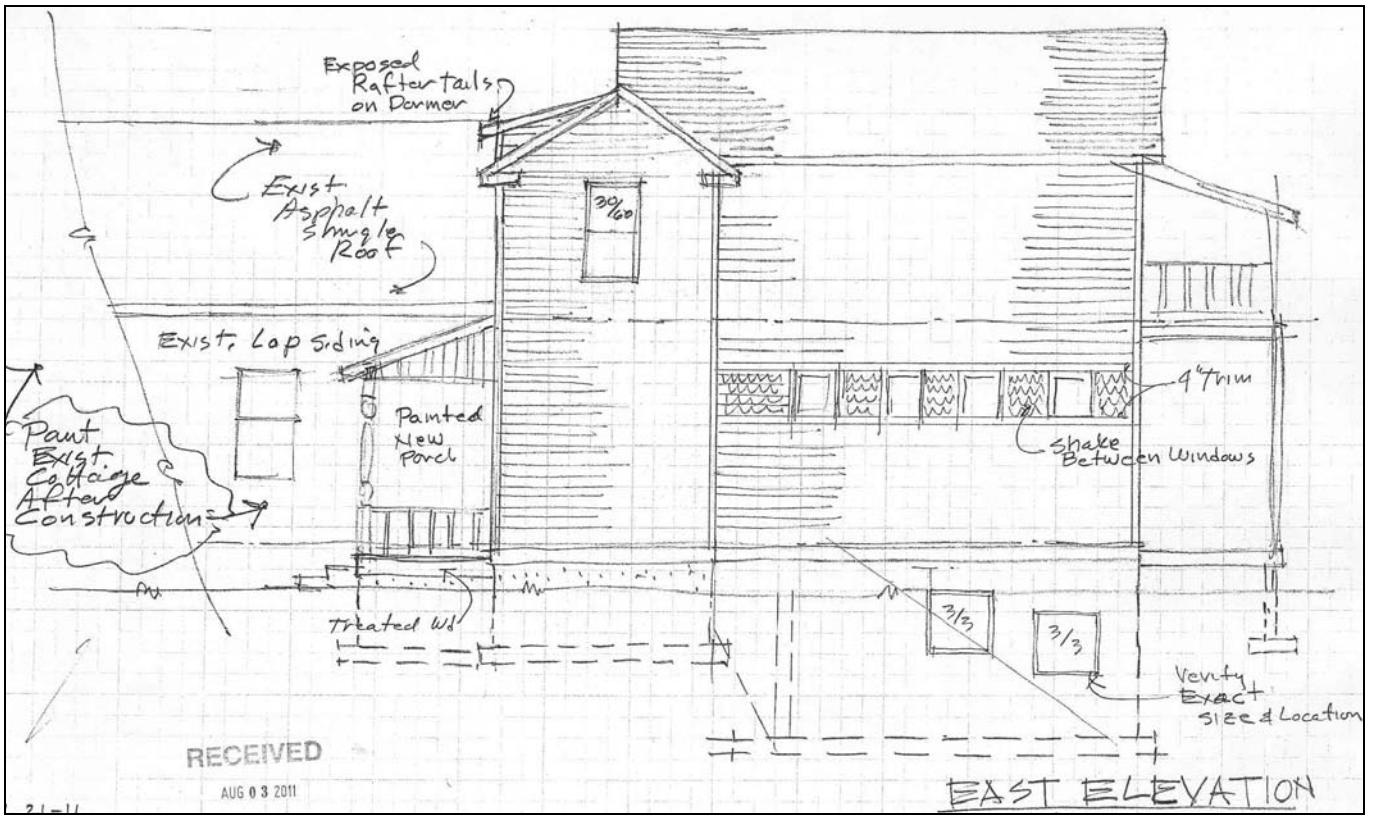 Exposed
Rafter tails
on Dormer
Exist
Asphalt
Shingle
Roof
30/60
Exist. Lap Siding
Painted
New
Porch
4" Trim
Shake
Between Windows
Paint
Exist
Cottage
After
Construction
Treated Wd
3/3
3/3
Verify
Exact
Size & Location
RECEIVED
AUG 03 2011
EAST ELEVATION